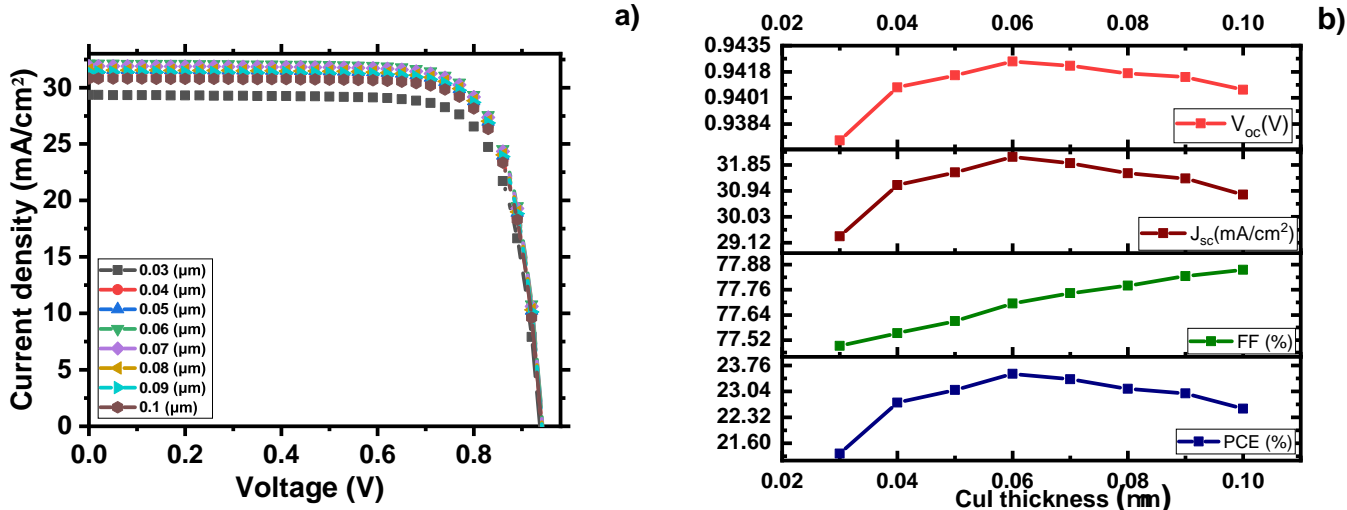 a)
Current density (mA/cm²)
30
25
20
15
10
5
0
0.03 (µm)
0.04 (µm)
0.05 (µm)
0.06 (µm)
0.07 (µm)
0.08 (µm)
0.09 (µm)
0.1 (µm)
0.0 0.2 0.4 0.6 0.8
Voltage (V)
b)
0.02 0.04 0.06 0.08 0.10
0.9435
0.9418
0.9401
0.9384
Voc(V)
31.85
30.94
30.03
29.12
Jsc(mA/cm²)
77.88
77.76
77.64
77.52
FF (%)
23.76
23.04
22.32
21.60
PCE (%)
0.02 0.04 0.06 0.08 0.10
CuI thickness